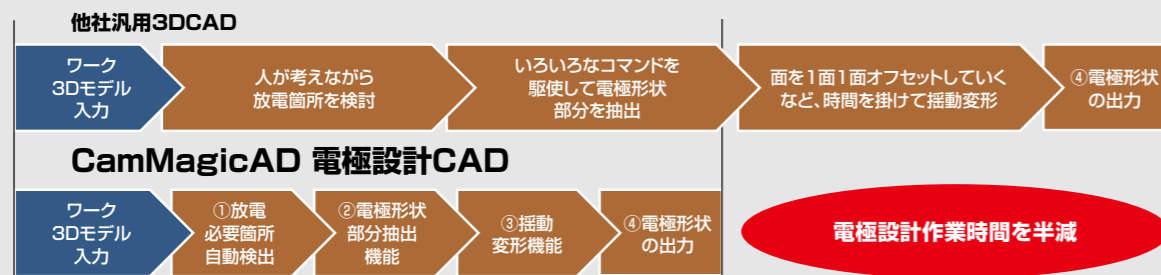 他社汎用3DCAD
ワーク
3Dモデル
入力
人が考えながら
放電箇所を検討
いろいろなコマンドを
駆使して電極形状
部分を抽出
面を1面1面オフセットしていく
など、時間を掛けて揺動変形
④電極形状
の出力
CamMagicAD 電極設計CAD
ワーク
3Dモデル
入力
①放電
必要箇所
自動検出
②電極形状
部分抽出
機能
③揺動
変形機能
④電極形状
の出力
電極設計作業時間を半減